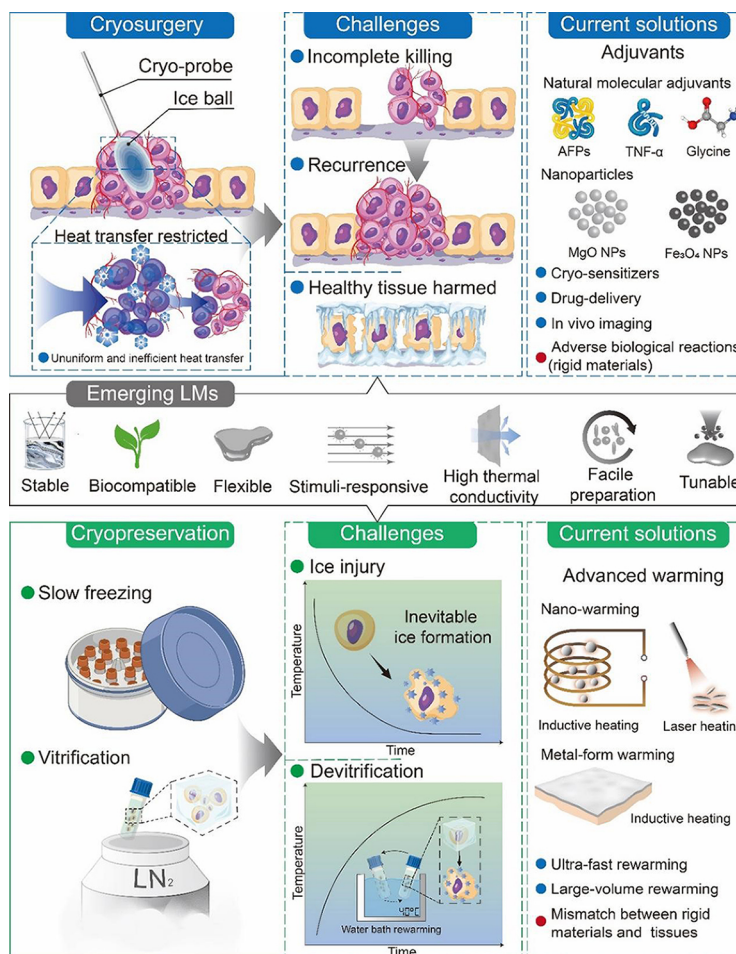 Cryosurgery
Cryo-probe
Ice ball
Heat transfer restricted
Ununiform and inefficient heat transfer
Challenges
Incomplete killing
Recurrence
Healthy tissue harmed
Current solutions
Adjuvants
Natural molecular adjuvants
AFPs TNF-α Glycine
Nanoparticles
MgO NPs Fe₃O₄ NPs
Cryo-sensitizers
Drug-delivery
In vivo imaging
Adverse biological reactions
(rigid materials)
Emerging LMs
Stable
Biocompatible
Flexible
Stimuli-responsive
High thermal
conductivity
Facile
preparation
Tunable
Cryopreservation
Slow freezing
Vitrification
LN₂
Challenges
Ice injury
Inevitable
ice formation
Temperature
Time
Devitrification
Temperature
40°C
Water bath rewarming
Time
Current solutions
Advanced warming
Nano-warming
Inductive heating
Laser heatin
Metal-form warming
Inductive heating
Ultra-fast rewarming
Large-volume rewarming
Mismatch between rigid
materials and tissues